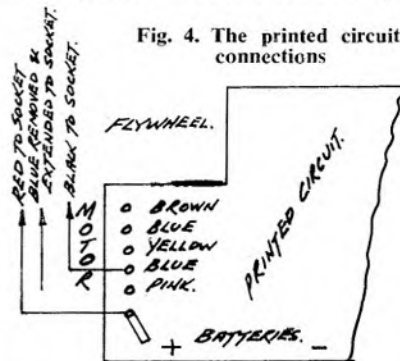 Fig. 4. The printed circuit
connections
FLYWHEEL.
RED TO SOCKET
BLUE REMOVED &
EXTENDED TO SOCKET
BLACK TO SOCKET
MOTOR
BROWN
BLUE
YELLOW
BLUE
PINK.
PRINTED CIRCUIT.
+ BATTERIES. -